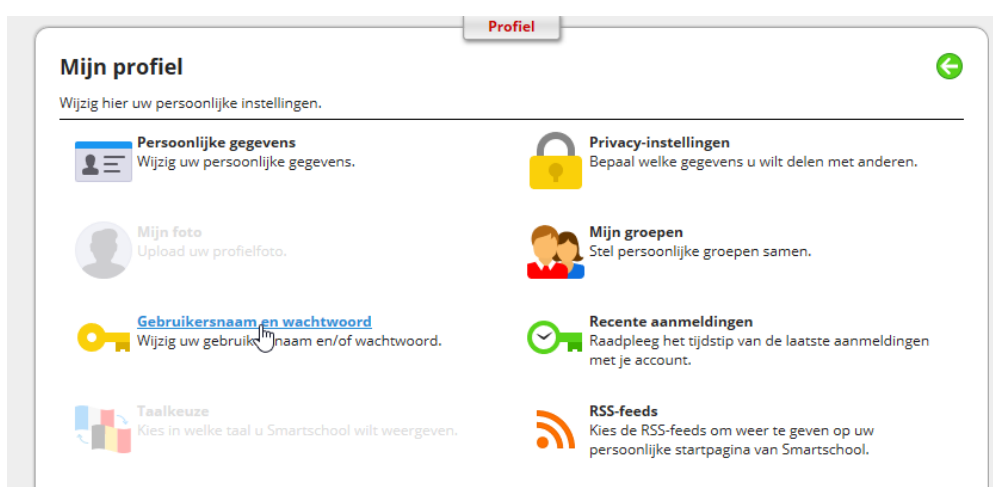 Profiel
Mijn profiel
Wijzig hier uw persoonlijke instellingen.
Persoonlijke gegevens
Wijzig uw persoonlijke gegevens.
Privacy-instellingen
Bepaal welke gegevens u wilt delen met anderen.
Mijn foto
Upload uw profielfoto.
Mijn groepen
Stel persoonlijke groepen samen.
Gebruikersnaam en wachtwoord
Wijzig uw gebruikersnaam en/of wachtwoord.
Recente aanmeldingen
Raadpleeg het tijdstip van de laatste aanmeldingen
met je account.
Taalkeuze
Kies in welke taal u Smartschool wilt weergeven.
RSS-feeds
Kies de RSS-feeds om weer te geven op uw
persoonlijke startpagina van Smartschool.